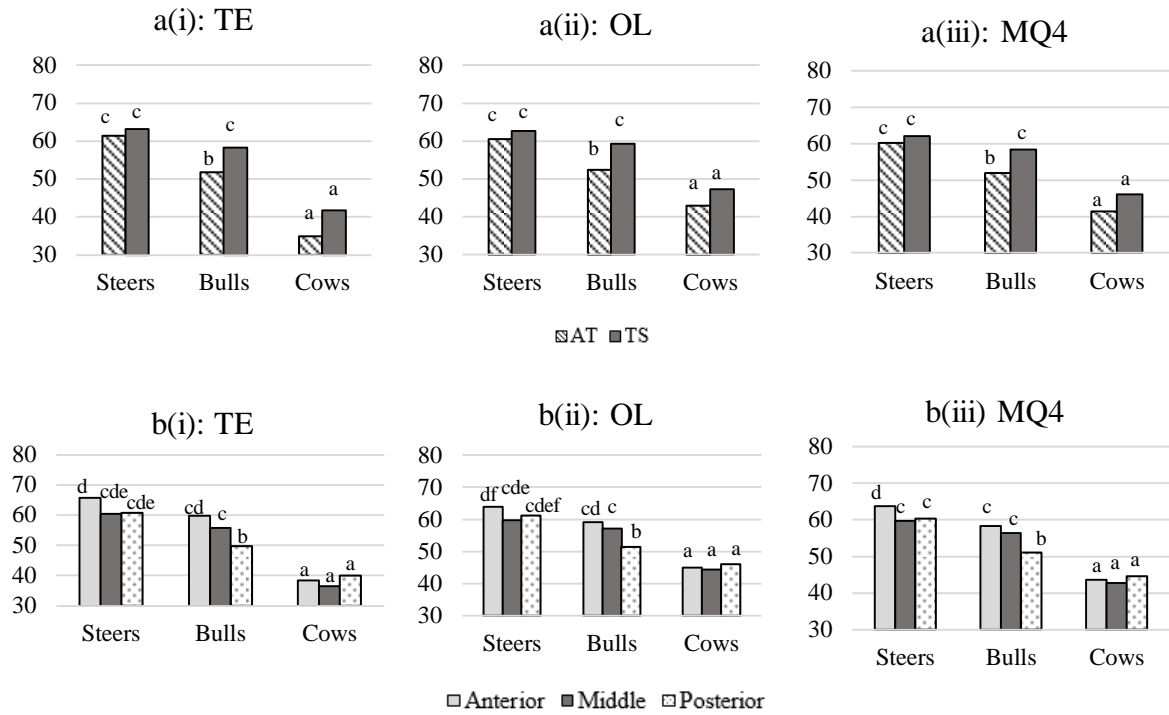 a(i): TE
80
70
60
50
40
30
c c
b c
a a
Steers Bulls Cows
a(ii): OL
80
70
60
50
40
30
c c
b c
a a
Steers Bulls Cows
a(iii): MQ4
80
70
60
50
40
30
c c
b c
a a
Steers Bulls Cows
AT TS
b(i): TE
80
70
60
50
40
30
d cde cde
cd c b
a a a
Steers Bulls Cows
b(ii): OL
80
70
60
50
40
30
df cde cdef
cd c b
a a a
Steers Bulls Cows
b(iii) MQ4
80
70
60
50
40
30
d c c
c c b
a a a
Steers Bulls Cows
Anterior Middle Posterior